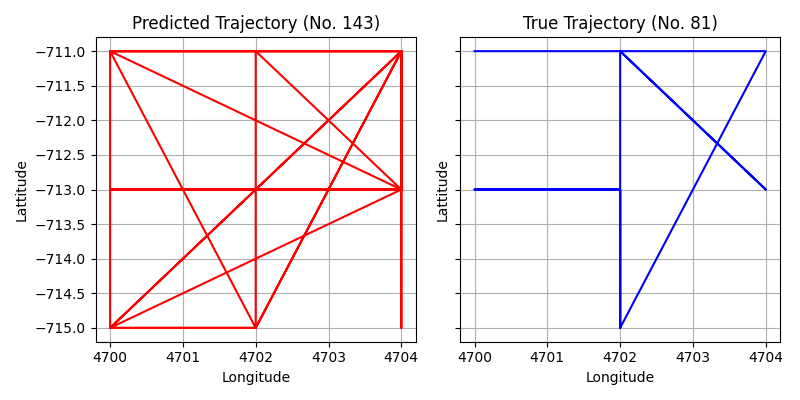 Predicted Trajectory (No. 143)
True Trajectory (No. 81)
−711.0
−711.5
−712.0
−712.5
−713.0
−713.5
−714.0
−714.5
−715.0
Lattitude
Lattitude
4700 4701 4702 4703 4704
4700 4701 4702 4703 4704
Longitude
Longitude